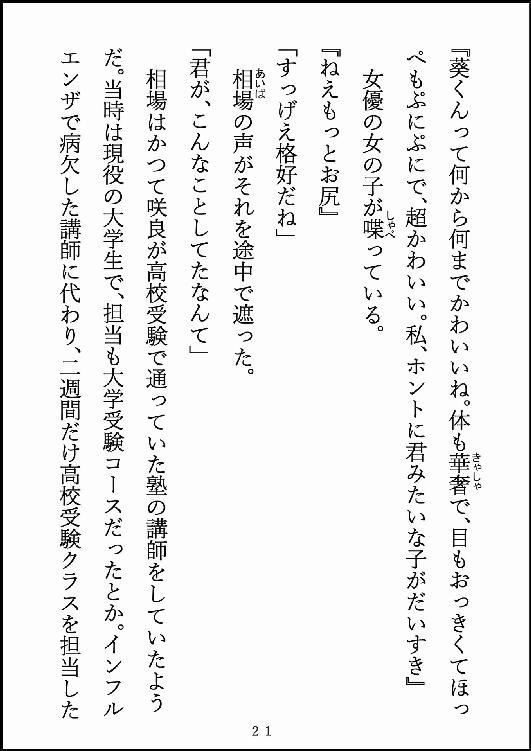 『葵くんって何から何までかわいいね。体も華奢で、目もおっきくてほっ
ぺもぷにぷにで、超かわいい。私、ホントに君みたいな子がだいすき』
女優の女の子が喋っている。
『ねえもっとお尻』
「すっげえ格好だね」
相場の声がそれを途中で遮った。
「君が、こんなことしてたなんて」
相場はかつて咲良が高校受験で通っていた塾の講師をしていたよう
だ。当時は現役の大学生で、担当も大学受験コースだったとか。インフル
エンザで病欠した講師に代わり、二週間だけ高校受験クラスを担当した
21